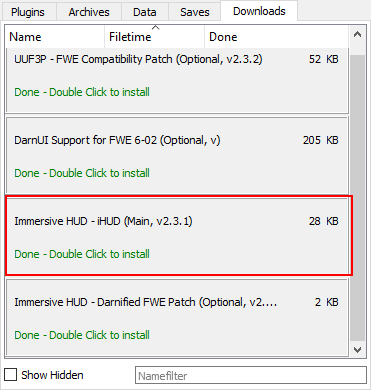 Plugins Archives Data Saves Downloads
Name Filetime Done
UUF3P - FWE Compatibility Patch (Optional, v2.3.2) 52 KB
Done - Double Click to install
DarnUI Support for FWE 6-02 (Optional, v) 205 KB
Done - Double Click to install
Immersive HUD - iHUD (Main, v2.3.1) 28 KB
Done - Double Click to install
Immersive HUD - Darnified FWE Patch (Optional, v2.... 2 KB
Done - Double Click to install
Show Hidden Namefilter